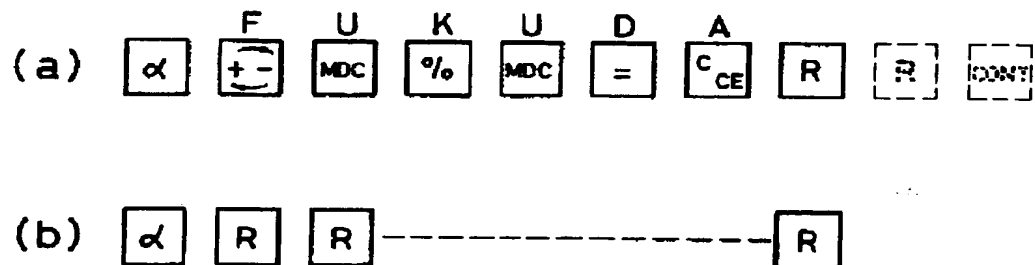 F U K U D A
(a) α + - MDC % MDC = C CE R R CONT
(b) α R R R